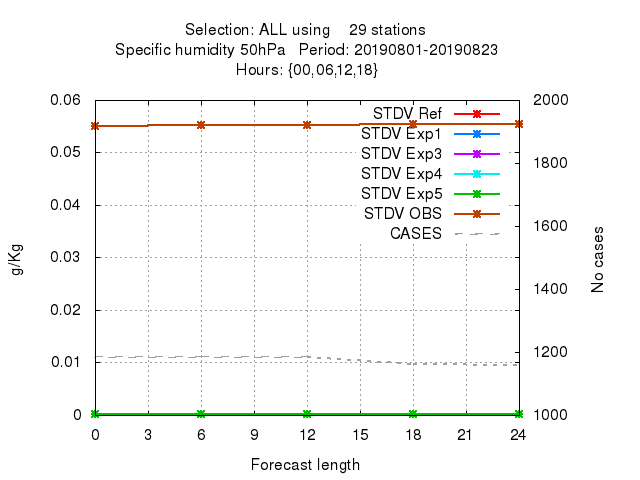 Selection: ALL using    29 stations
Specific humidity 50hPa   Period: 20190801-20190823
Hours: {00,06,12,18}
0.06
0.05
0.04
0.03
0.02
0.01
0
g/Kg
STDV Ref
STDV Exp1
STDV Exp3
STDV Exp4
STDV Exp5
STDV OBS
CASES
2000
1800
1600
1400
1200
1000
No cases
0 3 6 9 12 15 18 21 24
Forecast length